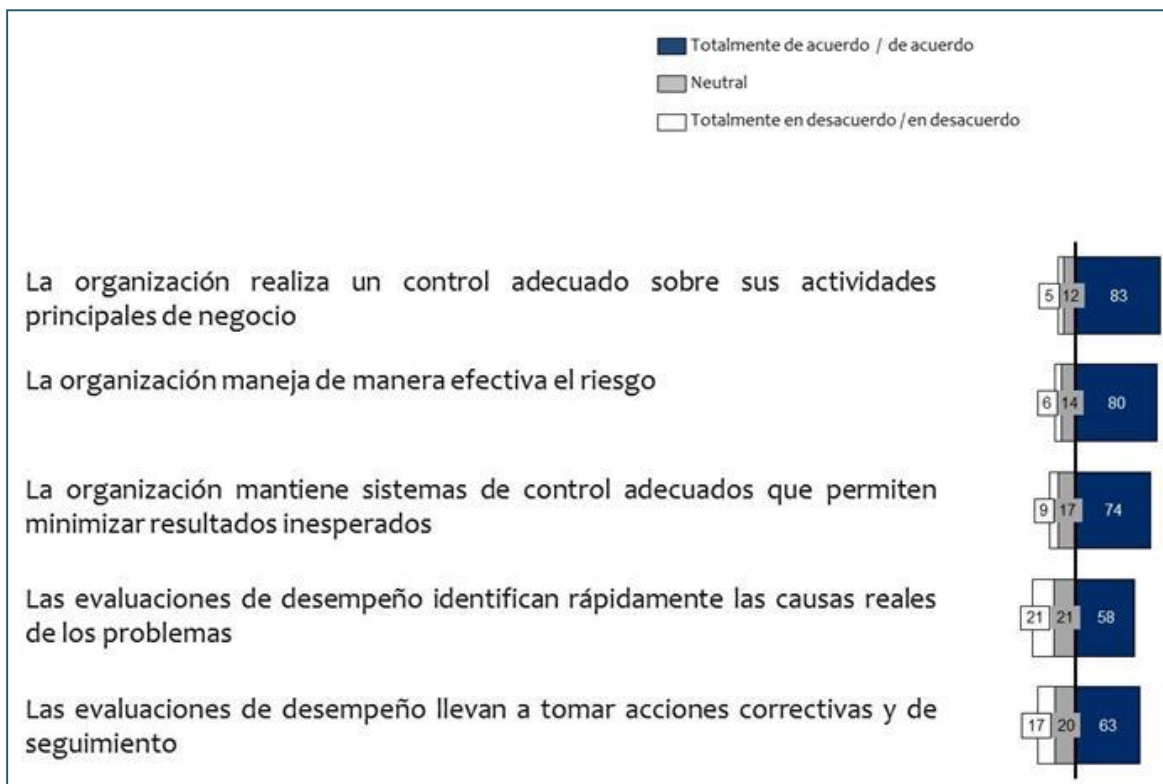 Totalmente de acuerdo / de acuerdo
Neutral
Totalmente en desacuerdo / en desacuerdo
La organización realiza un control adecuado sobre sus actividades
principales de negocio
5 12 83
La organización maneja de manera efectiva el riesgo
6 14 80
La organización mantiene sistemas de control adecuados que permiten
minimizar resultados inesperados
9 17 74
Las evaluaciones de desempeño identifican rápidamente las causas reales
de los problemas
21 21 58
Las evaluaciones de desempeño llevan a tomar acciones correctivas y de
seguimiento
17 20 63